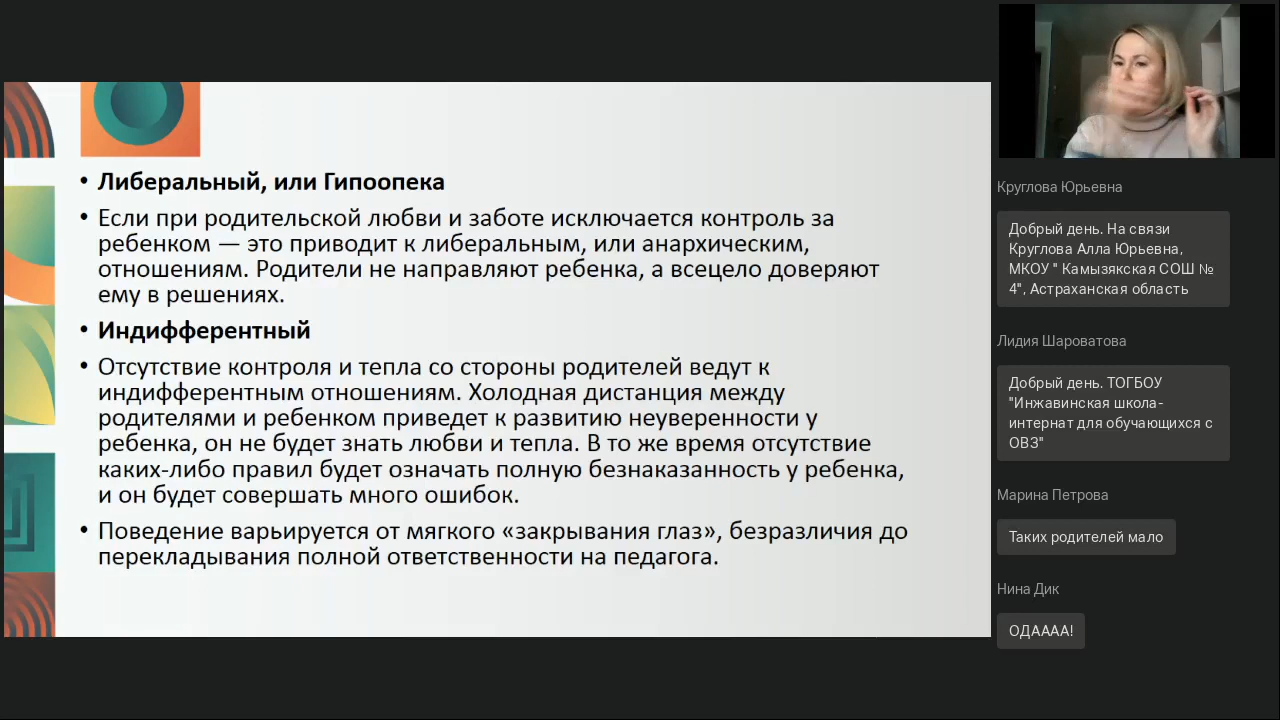 • Либеральный, или Гипоопека
• Если при родительской любви и заботе исключается контроль за
ребенком — это приводит к либеральным, или анархическим,
отношениям. Родители не направляют ребенка, а всецело доверяют
ему в решениях.
• Индифферентный
• Отсутствие контроля и тепла со стороны родителей ведут к
индифферентным отношениям. Холодная дистанция между
родителями и ребенком приведет к развитию неуверенности у
ребенка, он не будет знать любви и тепла. В то же время отсутствие
каких-либо правил будет означать полную безнаказанность у ребенка,
и он будет совершать много ошибок.
• Поведение варьируется от мягкого «закрывания глаз», безразличия до
перекладывания полной ответственности на педагога.
Круглова Юрьевна
Добрый день. На связи
Круглова Алла Юрьевна,
МКОУ " Камызякская СОШ №
4", Астраханская область
Лидия Шароватова
Добрый день. ТОГБОУ
"Инжавинская школа-
интернат для обучающихся с
ОВЗ"
Марина Петрова
Таких родителей мало
Нина Дик
ОДАААА!